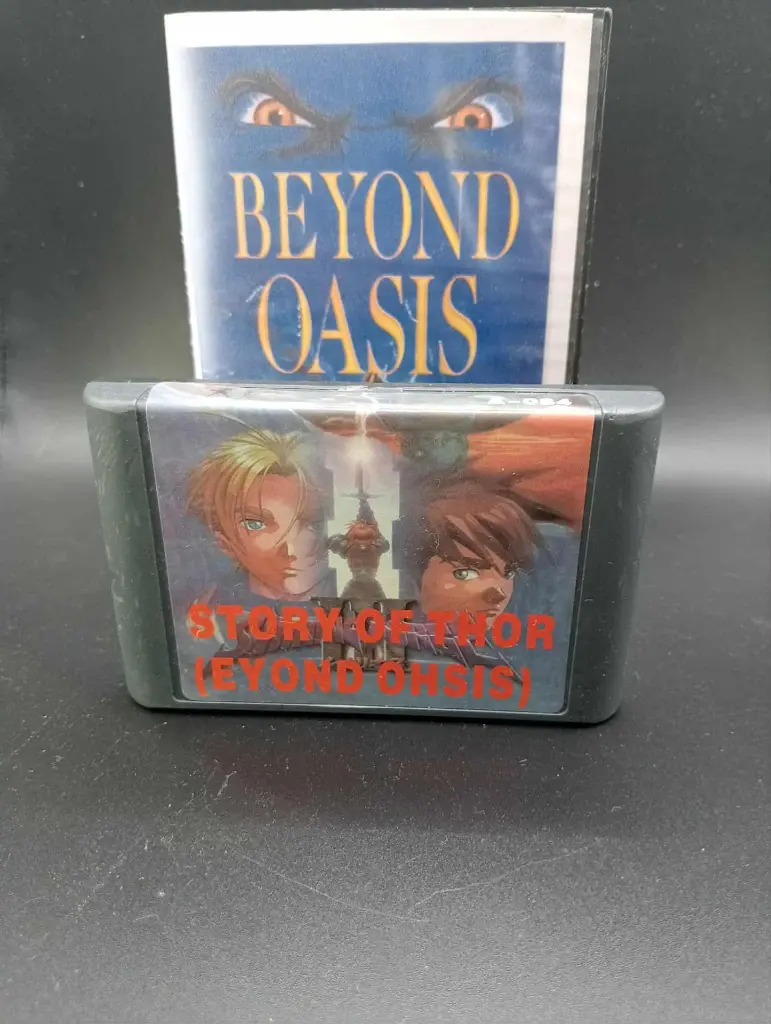 BEYOND
OASIS
STORY OF THOR
(EYOND OHSIS)